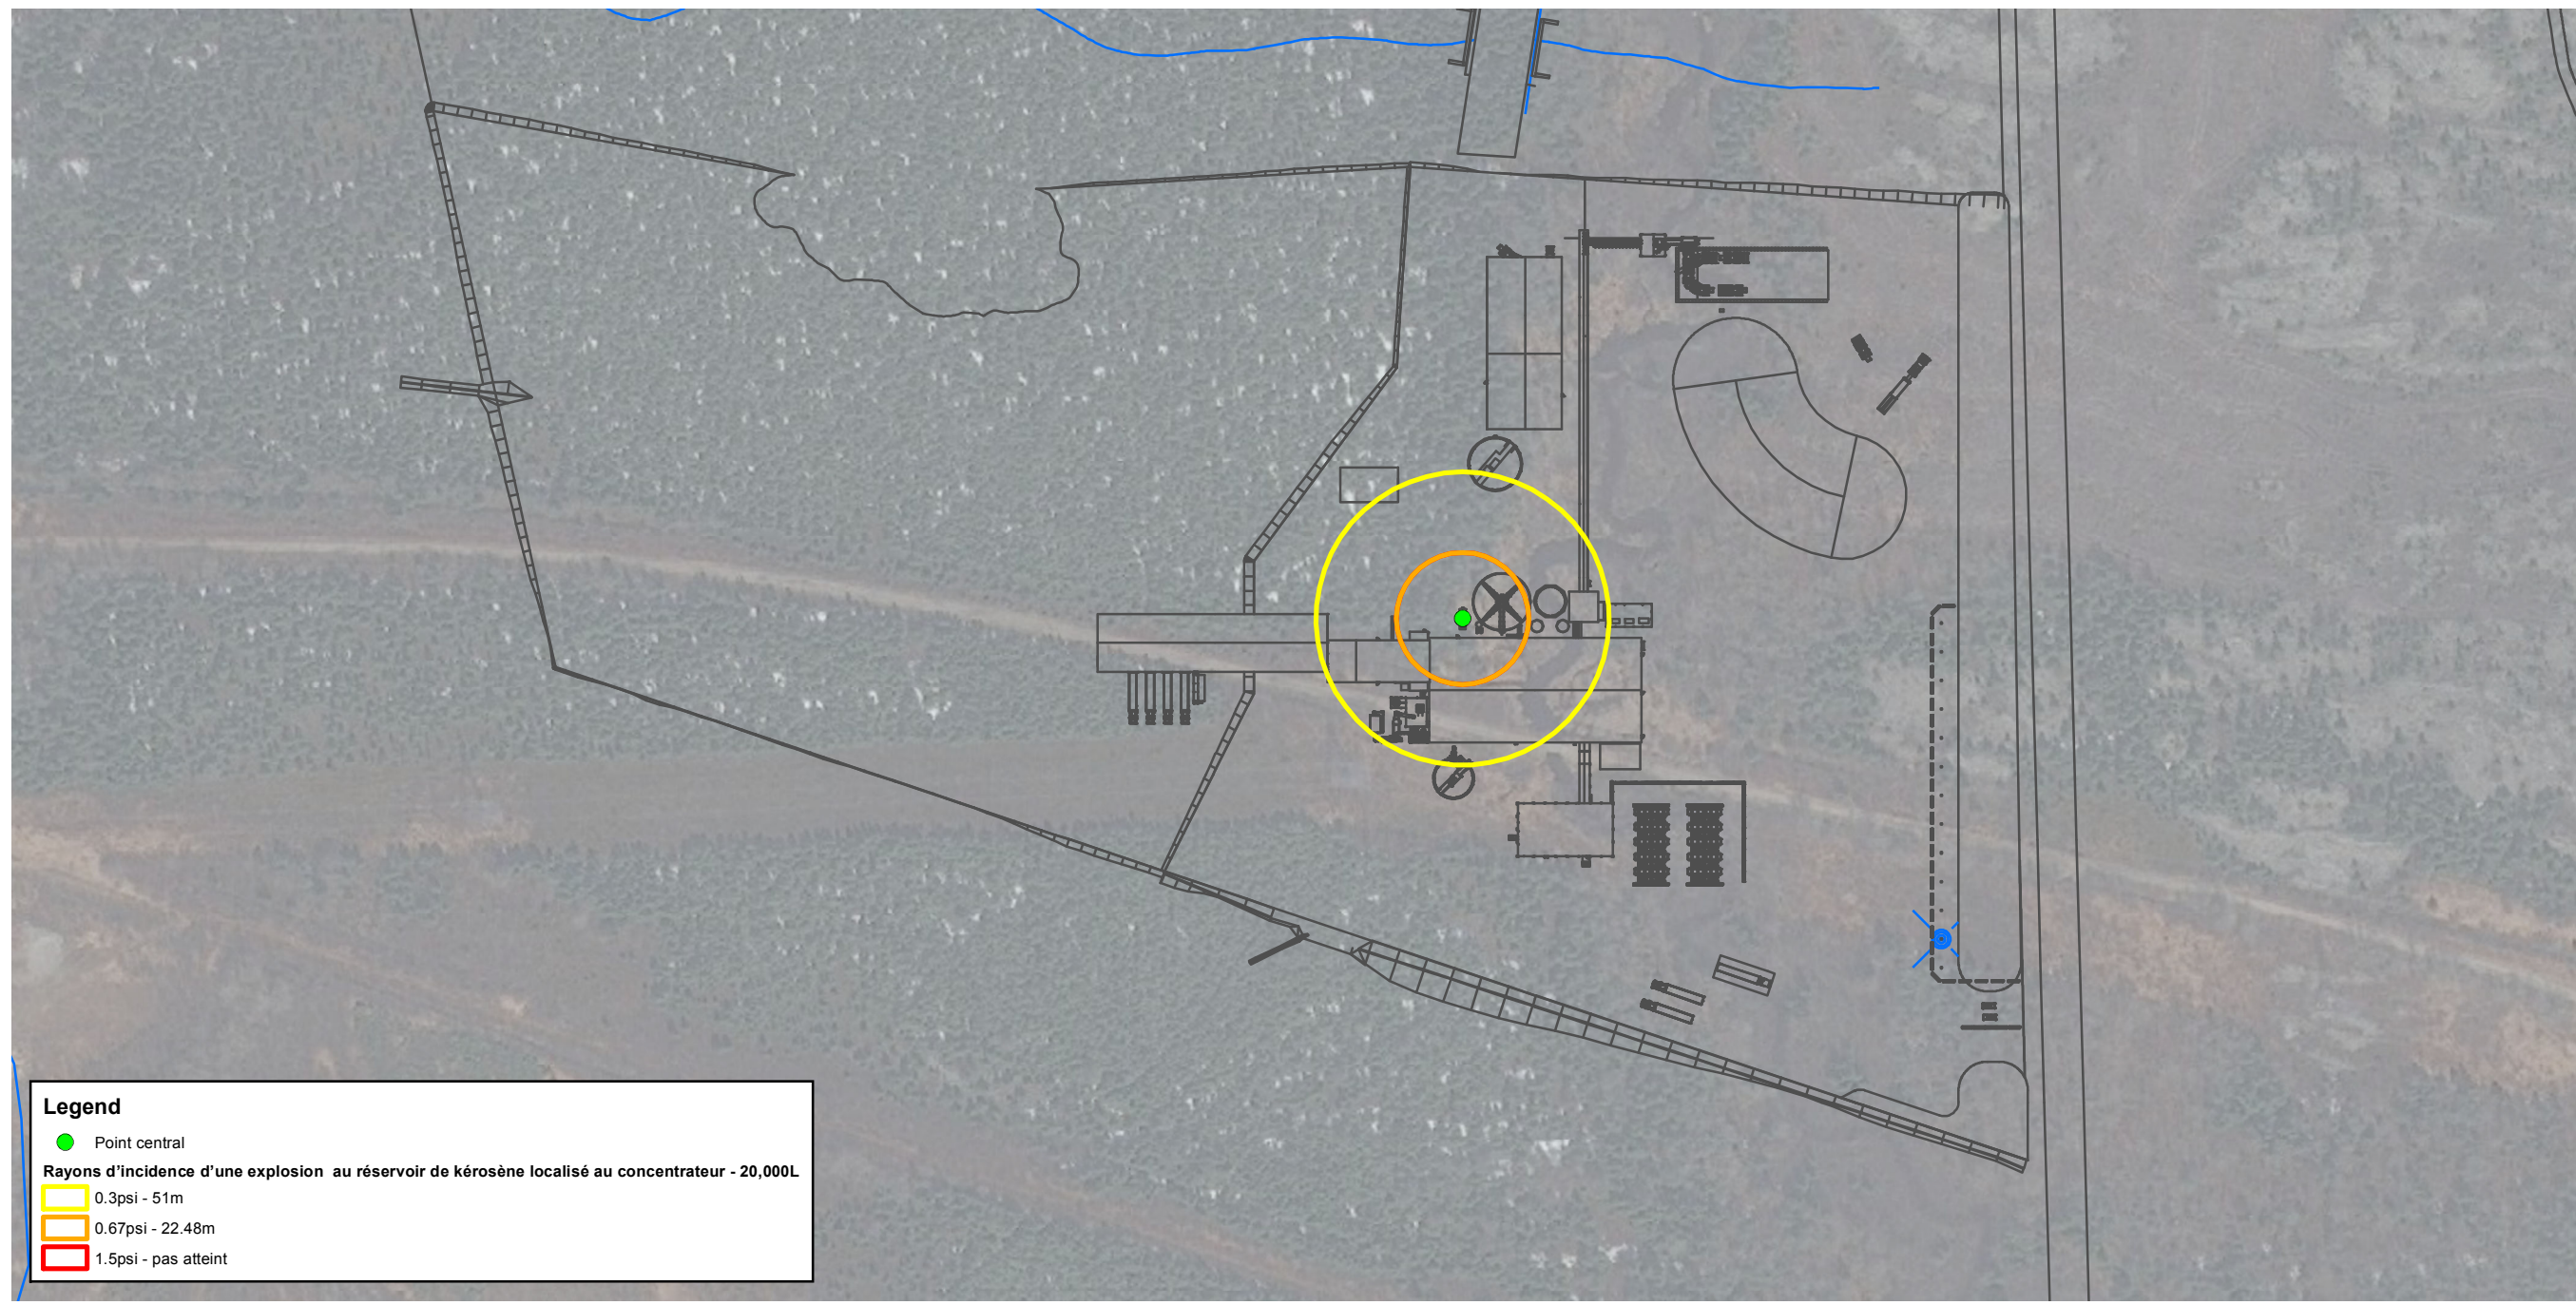 Legend
Point central
Rayons d’incidence d’une explosion  au réservoir de kérosène localisé au concentrateur - 20,000L
0.3psi - 51m
0.67psi - 22.48m
1.5psi - pas atteint